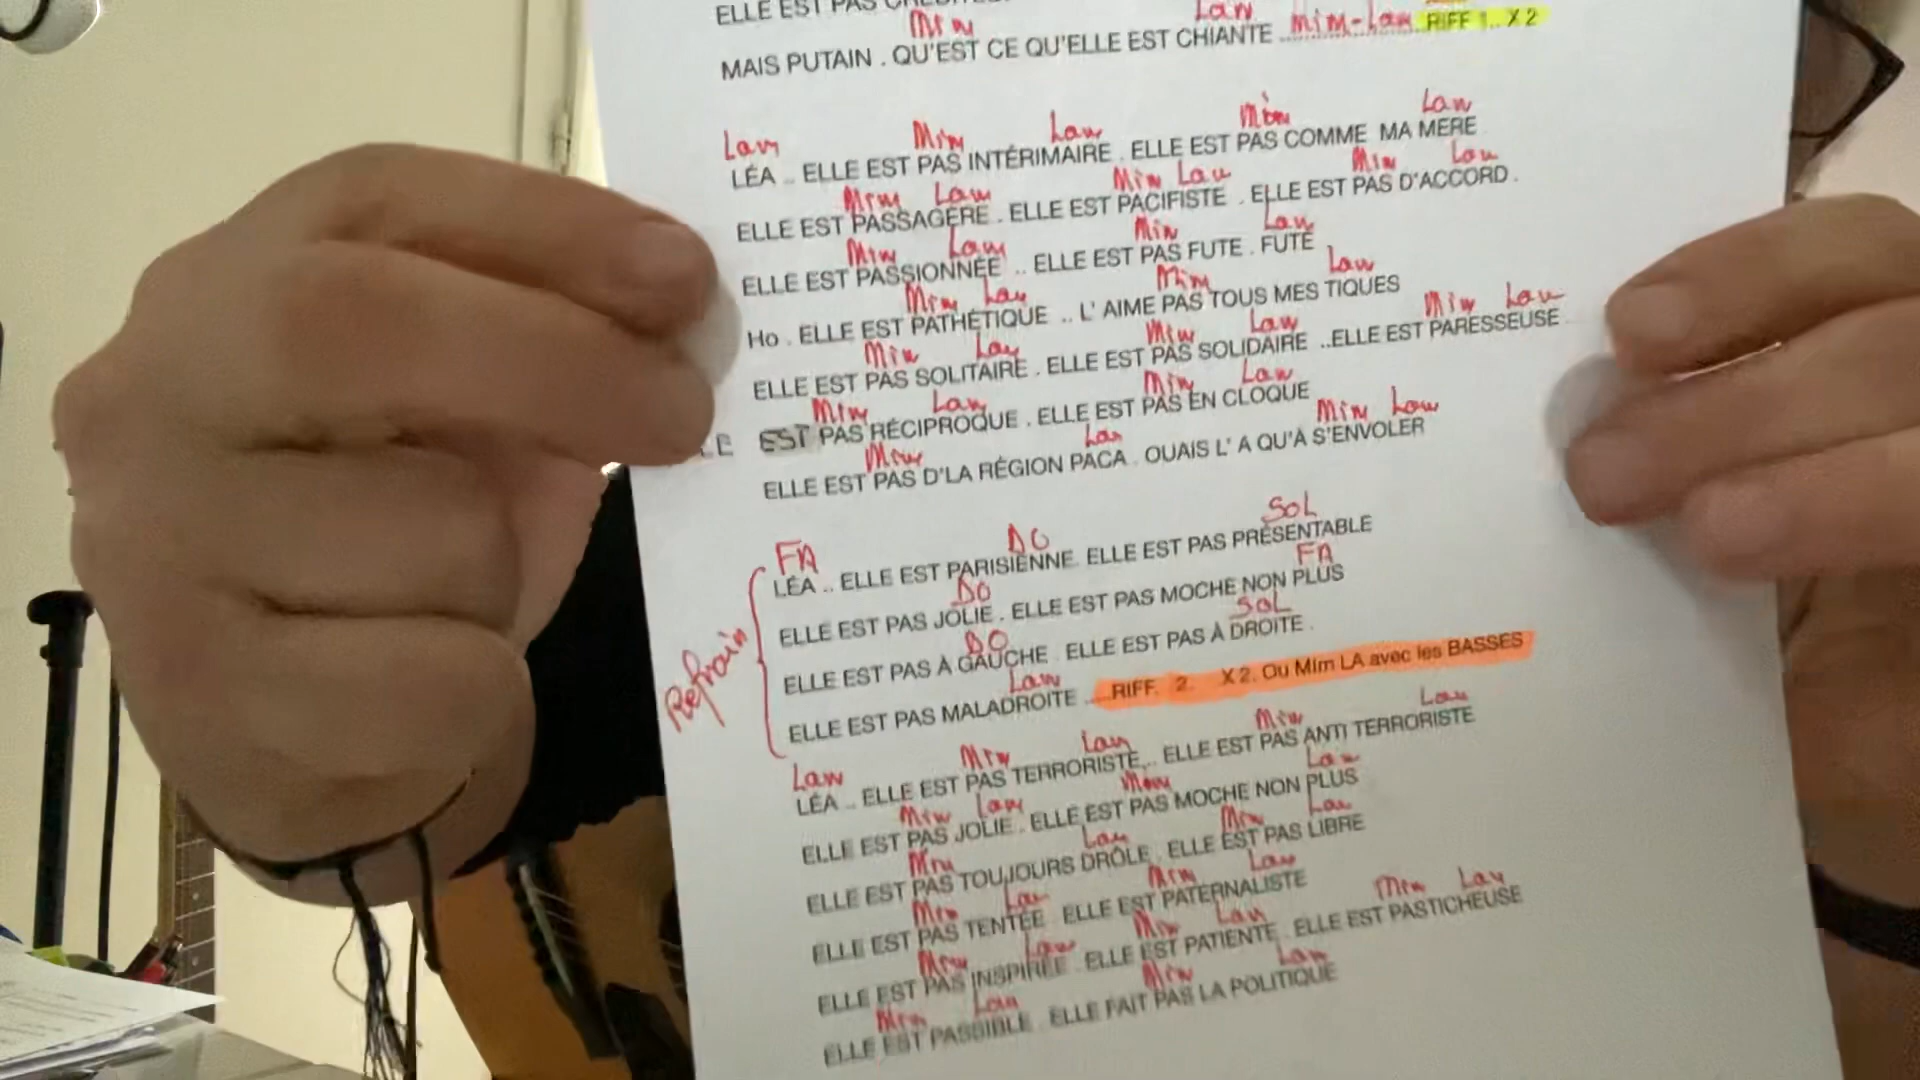 ELLE EST PAS
Mim Lam mim-Lam RIFF 1.. X 2
MAIS PUTAIN . QU'EST CE QU'ELLE EST CHIANTE
Lam Mim Lam Mim Lam
LÉA .. ELLE EST PAS INTÉRIMAIRE . ELLE EST PAS COMME MA MERE
Mim Lam Mim Lam Mim Lam
ELLE EST PASSAGÈRE . ELLE EST PACIFISTE . ELLE EST PAS D'ACCORD .
Mim Lam Mim Lam
ELLE EST PASSIONNÉE .. ELLE EST PAS FUTE . FUTÉ
Mim Lam Mim Lam
Ho . ELLE EST PATHÉTIQUE .. L' AIME PAS TOUS MES TIQUES
Mim Lam Mim Lam Mim Lam
ELLE EST PAS SOLITAIRE . ELLE EST PAS SOLIDAIRE ..ELLE EST PARESSEUSE
Mim Lam Mim Lam
LE EST PAS RÉCIPROQUE . ELLE EST PAS EN CLOQUE
Mim Lam Mim Lam
ELLE EST PAS D'LA RÉGION PACA . OUAIS L' A QU'À S'ENVOLER
Refrain
FA DO SOL
LÉA .. ELLE EST PARISIENNE. ELLE EST PAS PRÉSENTABLE
DO FA
ELLE EST PAS JOLIE . ELLE EST PAS MOCHE NON PLUS
DO SOL
ELLE EST PAS À GAUCHE . ELLE EST PAS À DROITE .
Lam
ELLE EST PAS MALADROITE .....RIFF. 2. X 2. Ou MIm LA avec les BASSES
Lam Mim Lam Mim Lam
LÉA .. ELLE EST PAS TERRORISTE... ELLE EST PAS ANTI TERRORISTE
Mim Lam Mim Lam
ELLE EST PAS JOLIE . ELLE EST PAS MOCHE NON PLUS
Mim Lam Mim Lam
ELLE EST PAS TOUJOURS DRÔLE . ELLE EST PAS LIBRE
Mim Lam Mim Lam
ELLE EST PAS TENTÉE . ELLE EST PATERNALISTE
Mim Lam Mim Lam Mim Lam
ELLE EST PAS INSPIRÉE . ELLE EST PATIENTE . ELLE EST PASTICHEUSE
Mim Lam Mim Lam
ELLE EST PASSIBLE . ELLE FAIT PAS LA POLITIQUE